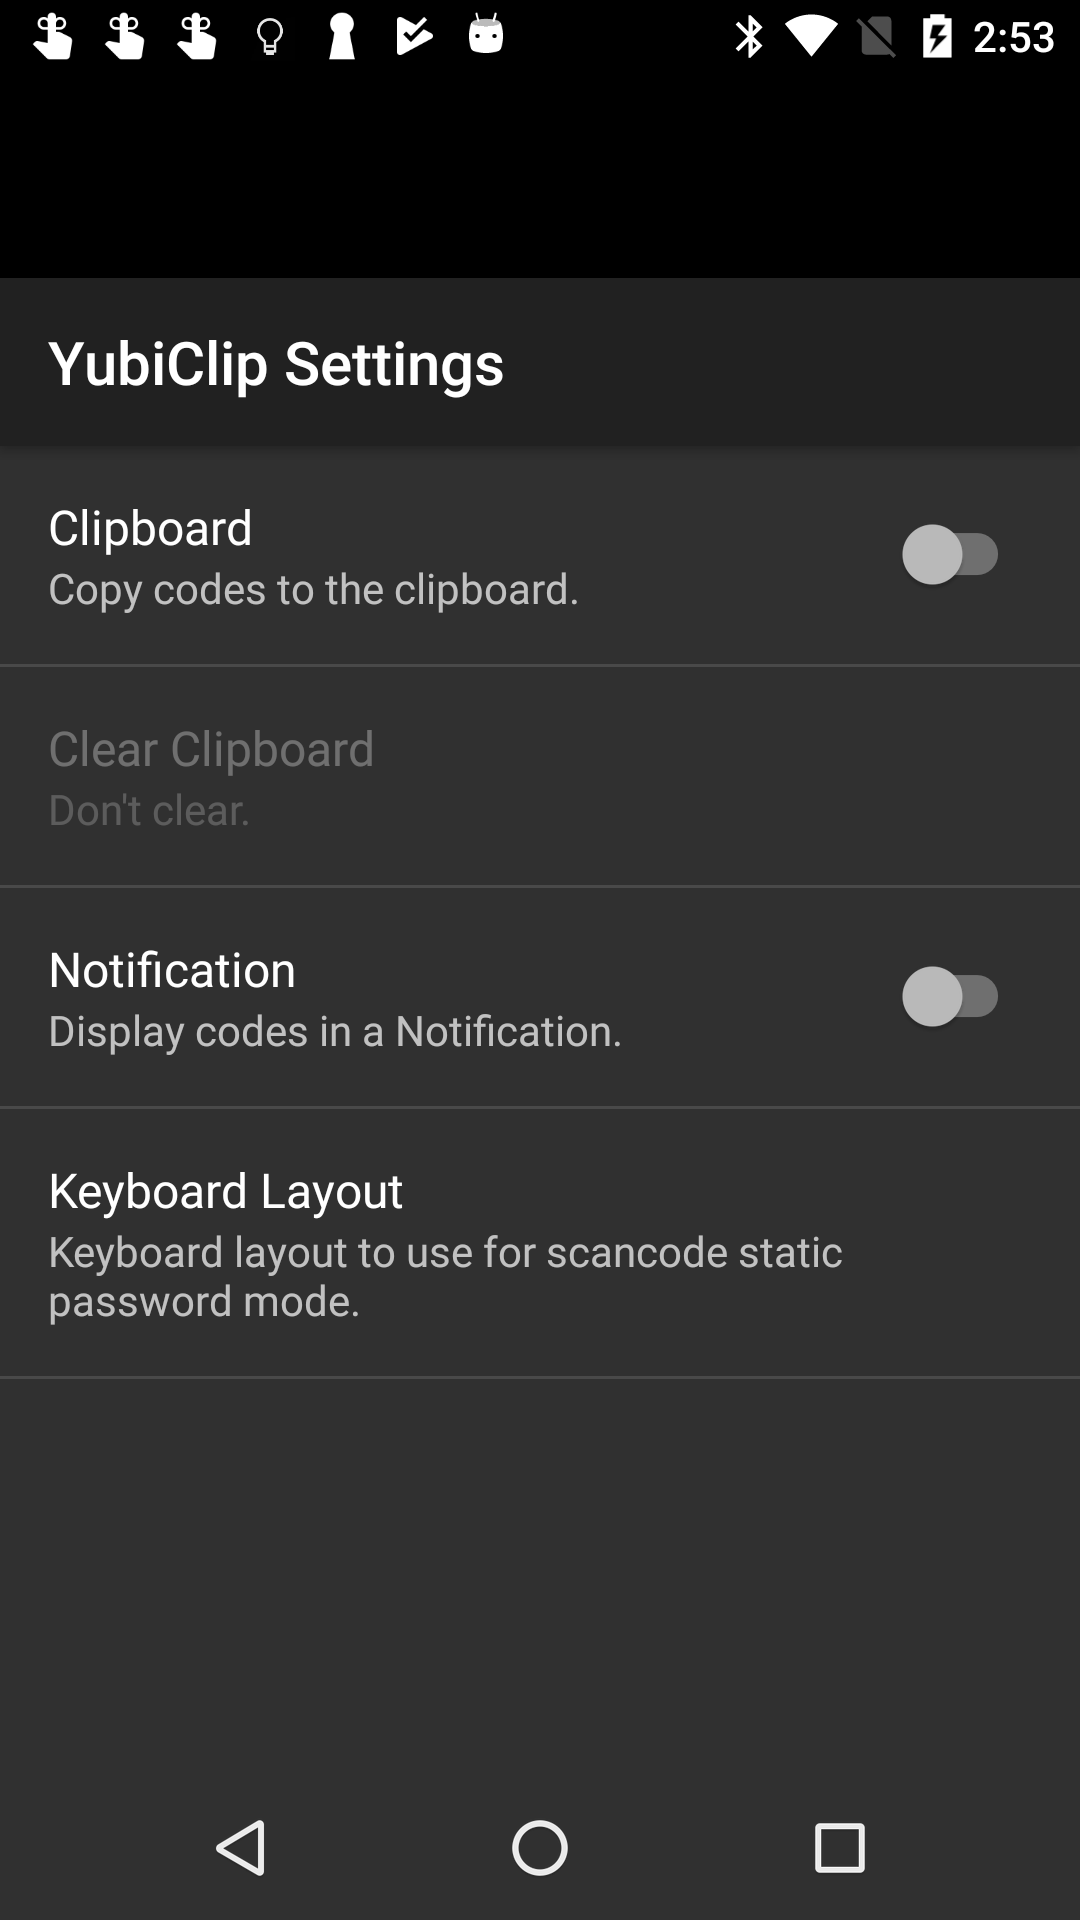 2:53
YubiClip Settings
Clipboard
Copy codes to the clipboard.
Clear Clipboard
Don't clear.
Notification
Display codes in a Notification.
Keyboard Layout
Keyboard layout to use for scancode static
password mode.